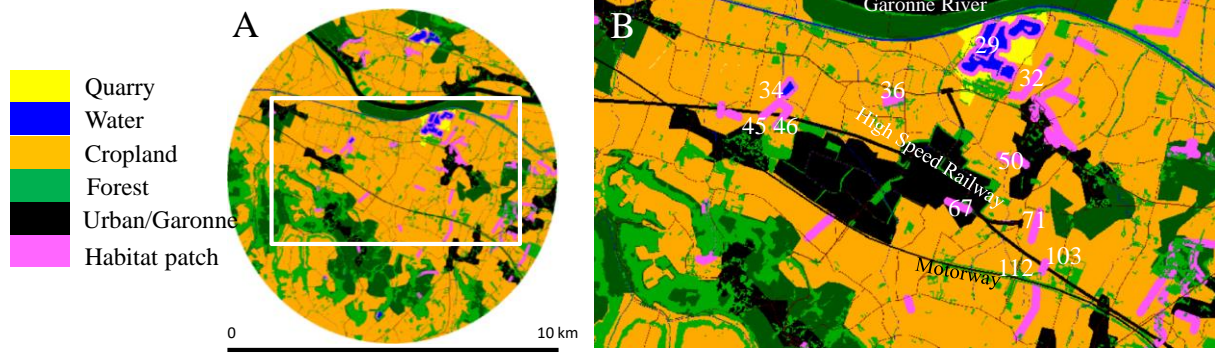 A
B
Garonne River
29
32
34
36
45
46
High Speed Railway
50
67
71
103
112
Motorway
Quarry
Water
Cropland
Forest
Urban/Garonne
Habitat patch
0
10 km